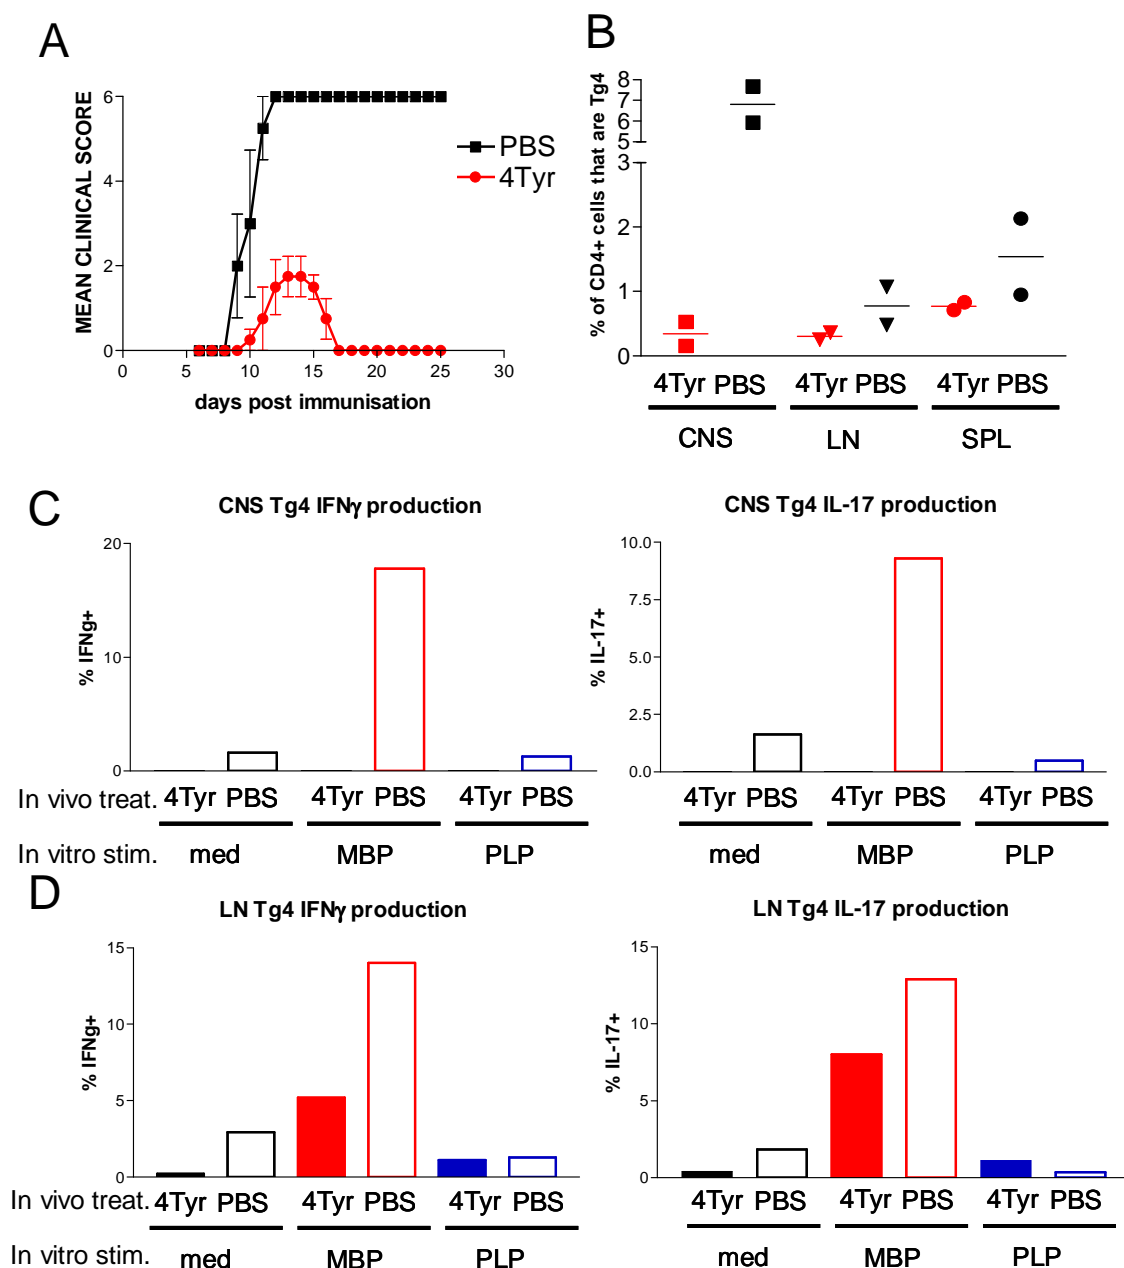 A
MEAN CLINICAL SCORE
6
4
2
0
0 5 10 15 20 25 30
days post immunisation
PBS
4Tyr
B
% of CD4+ cells that are Tg4
8
7
6
5
3
2
1
0
4Tyr PBS 4Tyr PBS 4Tyr PBS
CNS LN SPL
C
CNS Tg4 IFNγ production
% IFNg+
20
10
0
In vivo treat. 4Tyr PBS 4Tyr PBS 4Tyr PBS
In vitro stim. med MBP PLP
CNS Tg4 IL-17 production
% IL-17+
10.0
7.5
5.0
2.5
0.0
4Tyr PBS 4Tyr PBS 4Tyr PBS
med MBP PLP
D
LN Tg4 IFNγ production
% IFNg+
15
10
5
0
In vivo treat. 4Tyr PBS 4Tyr PBS 4Tyr PBS
In vitro stim. med MBP PLP
LN Tg4 IL-17 production
% IL-17+
15
10
5
0
4Tyr PBS 4Tyr PBS 4Tyr PBS
med MBP PLP